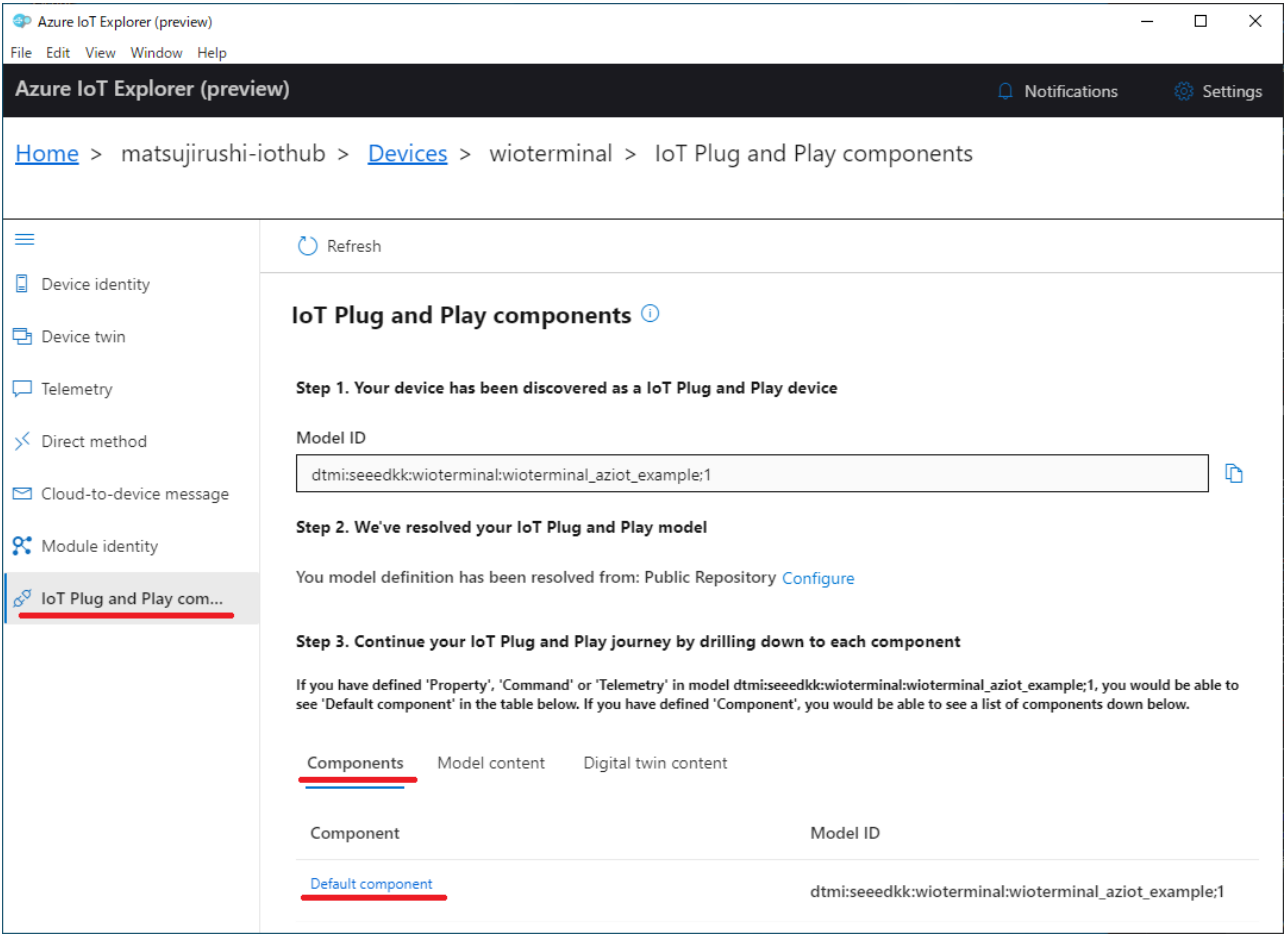 Azure IoT Explorer (preview)
File Edit View Window Help
Azure IoT Explorer (preview)
Notifications
Settings
Home > matsujirushi-iothub > Devices > wioterminal > IoT Plug and Play components
Refresh
Device identity
Device twin
Telemetry
Direct method
Cloud-to-device message
Module identity
IoT Plug and Play com...
IoT Plug and Play components
Step 1. Your device has been discovered as a IoT Plug and Play device
Model ID
dtmi:seeedkk:wioterminal:wioterminal_aziot_example;1
Step 2. We've resolved your IoT Plug and Play model
You model definition has been resolved from: Public Repository Configure
Step 3. Continue your IoT Plug and Play journey by drilling down to each component
If you have defined 'Property', 'Command' or 'Telemetry' in model dtmi:seeedkk:wioterminal:wioterminal_aziot_example;1, you would be able to
see 'Default component' in the table below. If you have defined 'Component', you would be able to see a list of components down below.
Components Model content Digital twin content
Component Model ID
Default component dtmi:seeedkk:wioterminal:wioterminal_aziot_example;1